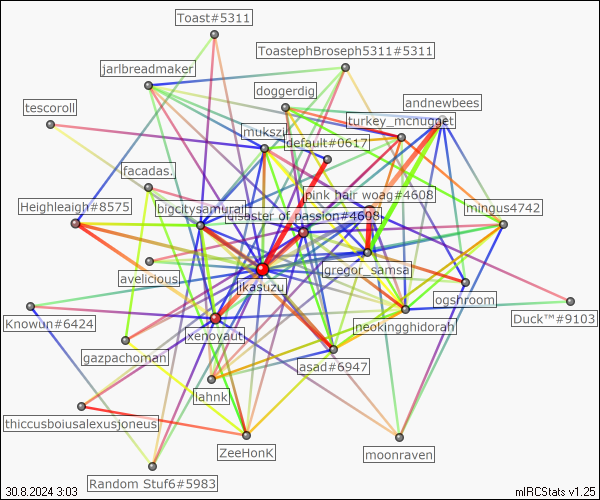 Toast#5311
ToastephBroseph5311#5311
jarlbreadmaker
doggerdig
andnewbees
tescoroll
turkey_mcnugget
mukszi
default#0617
facadas.
pink hair woag#4608
Heighleaigh#8575
bigcitysamurai
mingus4742
disaster of passion#4608
avelicious
gregor_samsa
likasuzu
ogshroom
Knowun#6424
neokingghidorah
Duck™#9103
xenoyaut
gazpachoman
asad#6947
lahnk
thiccusboiusalexusjoneus
ZeeHonK
moonraven
Random Stuf6#5983
30.8.2024 3:03
mIRCStats v1.25